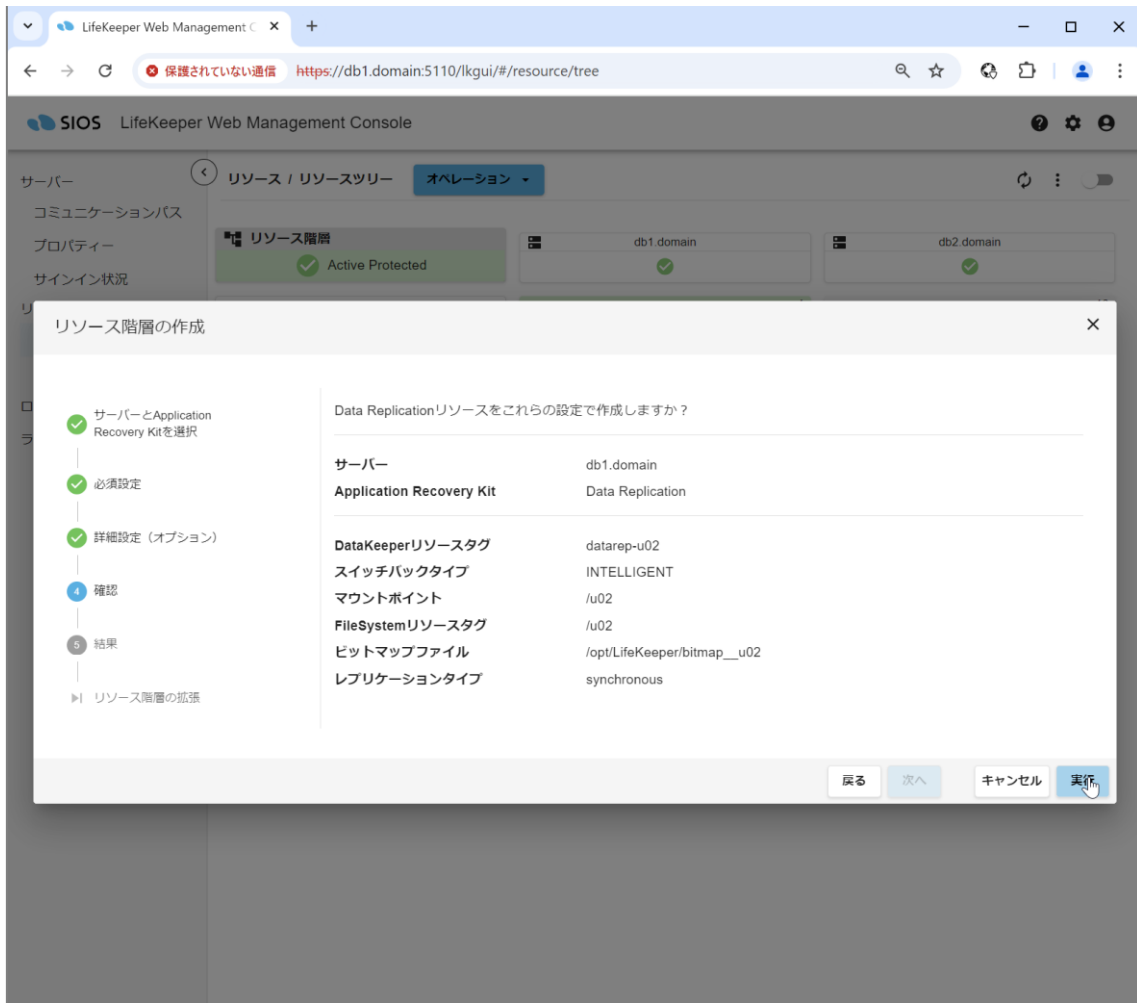 LifeKeeper Web Management C
保護されていない通信 https://db1.domain:5110/lkgui/#/resource/tree
SIOS LifeKeeper Web Management Console
サーバー
コミュニケーションパス
プロパティー
サインイン状況
リ
ロ
ラ
リソース / リソースツリー オペレーション
リソース階層
Active Protected
db1.domain
db2.domain
リソース階層の作成
サーバーとApplication
Recovery Kitを選択
必須設定
詳細設定（オプション）
4 確認
5 結果
リソース階層の拡張
Data Replicationリソースをこれらの設定で作成しますか？
サーバー db1.domain
Application Recovery Kit Data Replication
DataKeeperリソースタグ datarep-u02
スイッチバックタイプ INTELLIGENT
マウントポイント /u02
FileSystemリソースタグ /u02
ビットマップファイル /opt/LifeKeeper/bitmap__u02
レプリケーションタイプ synchronous
戻る 次へ キャンセル 実行